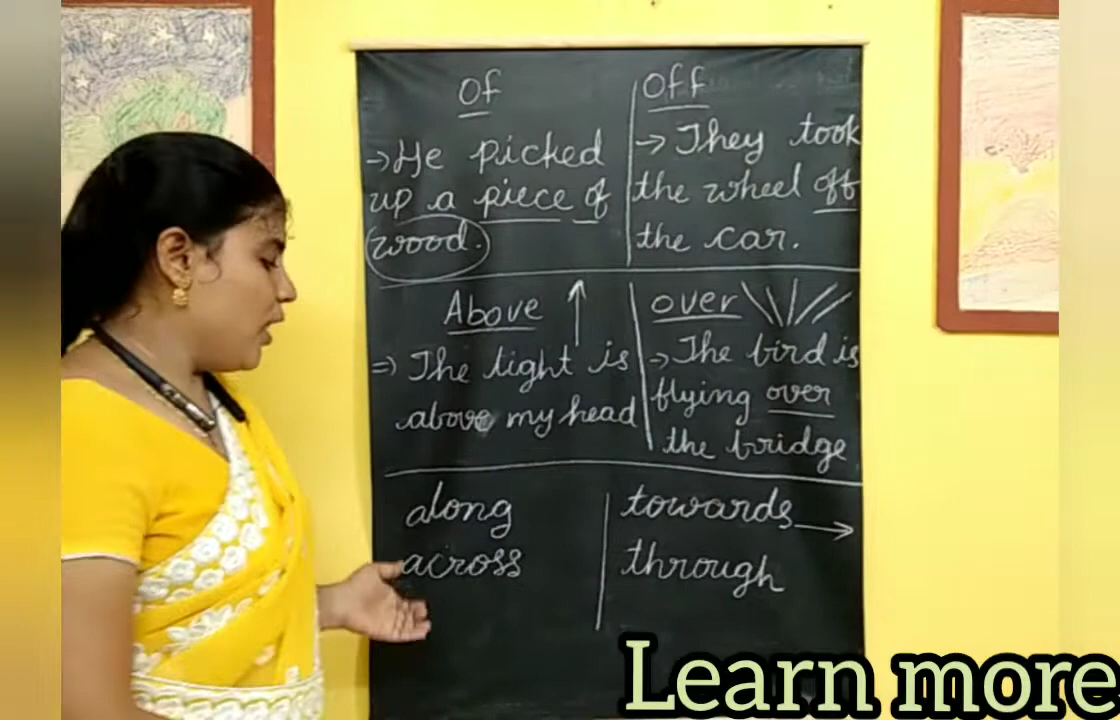 of
→ He picked
up a piece of
wood.
Off
→ They took
the wheel off
the car.
Above
⇒ The light is
above my head
over
→ The bird is
flying over
the bridge
along
across
towards
through
Learn more